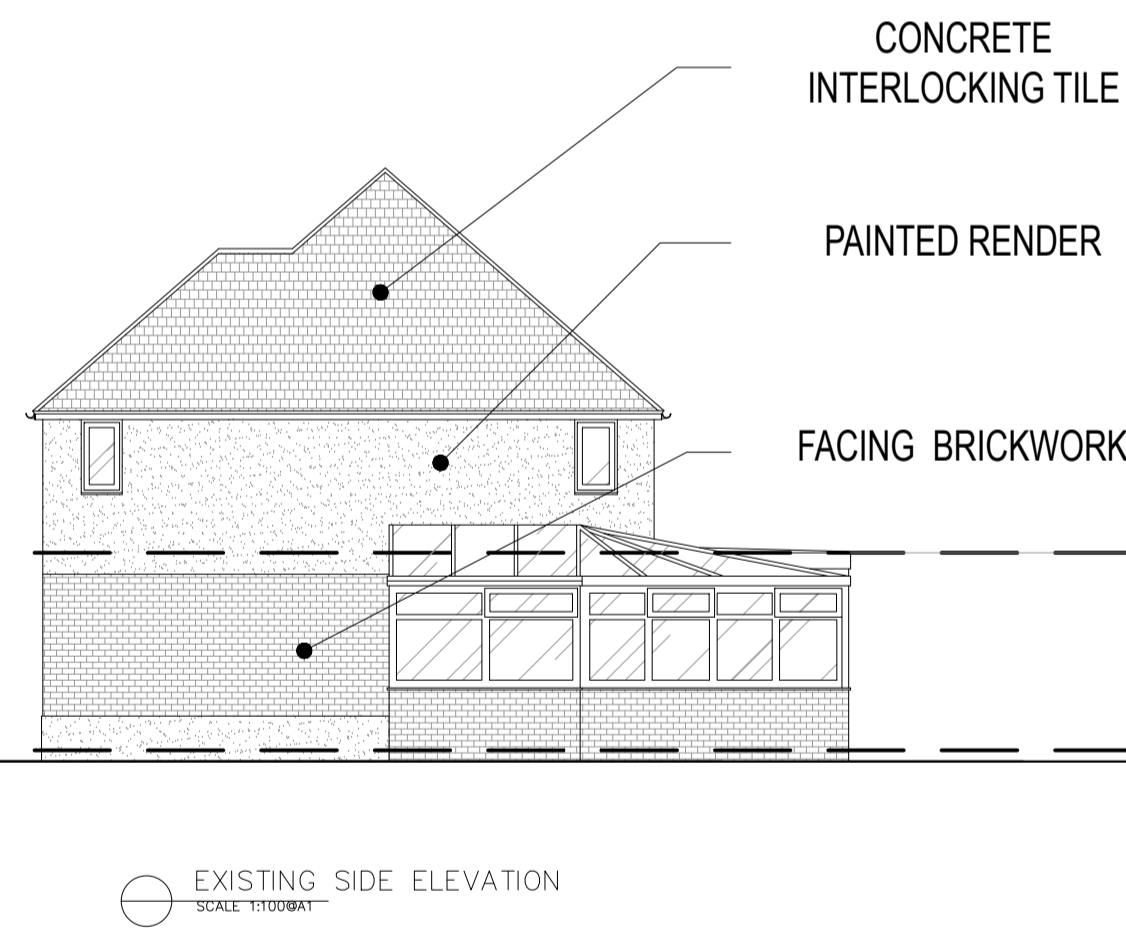 CONCRETE
INTERLOCKING TILE
PAINTED RENDER
FACING BRICKWORK
EXISTING SIDE ELEVATION
SCALE 1:100@A1